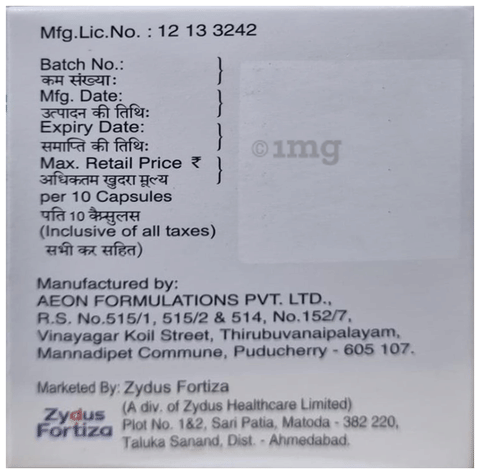 Mfg.Lic.No. : 12 13 3242
Batch No.:
कम संख्याः
Mfg. Date:
उत्पादन की तिथिः
Expiry Date:
समाप्ति की तिथिः
Max. Retail Price ₹
अधिकतम खुदरा मूल्य
per 10 Capsules
पति 10 कैसुलस
(Inclusive of all taxes)
सभी कर सहित)
©1mg
Manufactured by:
AEON FORMULATIONS PVT. LTD.,
R.S. No.515/1, 515/2 & 514, No.152/7,
Vinayagar Koil Street, Thirubuvanaipalayam,
Mannadipet Commune, Puducherry - 605 107.
Marketed By: Zydus Fortiza
(A div. of Zydus Healthcare Limited)
Plot No. 1&2, Sari Patia, Matoda - 382 220,
Taluka Sanand, Dist. - Ahmedabad.
Zydus
Fortiza